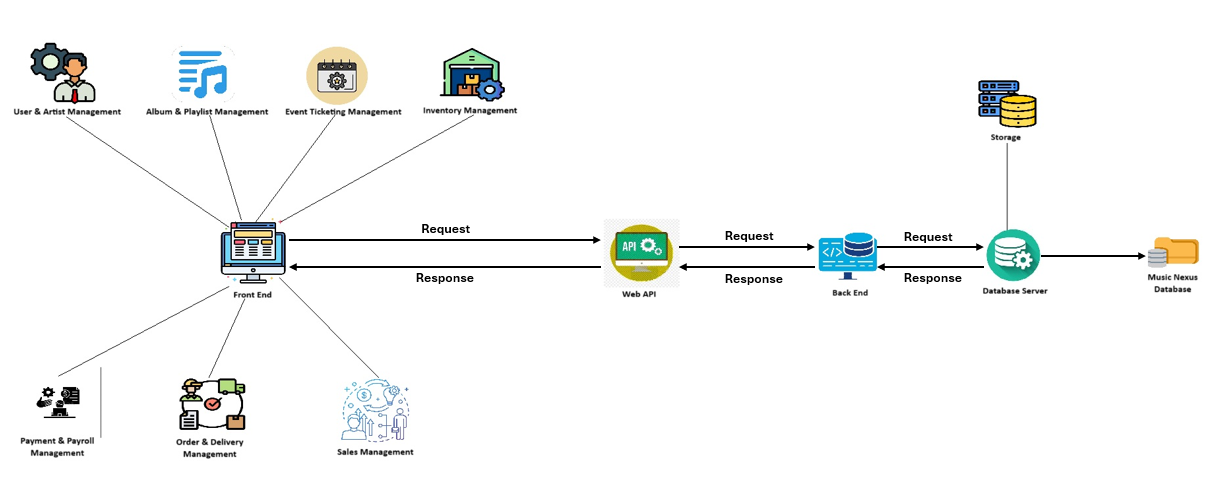 User & Artist Management
Album & Playlist Management
Event Ticketing Management
Inventory Management
Storage
Request
Request
Request
API
</>
Response
Response
Response
Front End
Web API
Back End
Database Server
Music Nexus
Database
$
Payment & Payroll
Management
Order & Delivery
Management
Sales Management